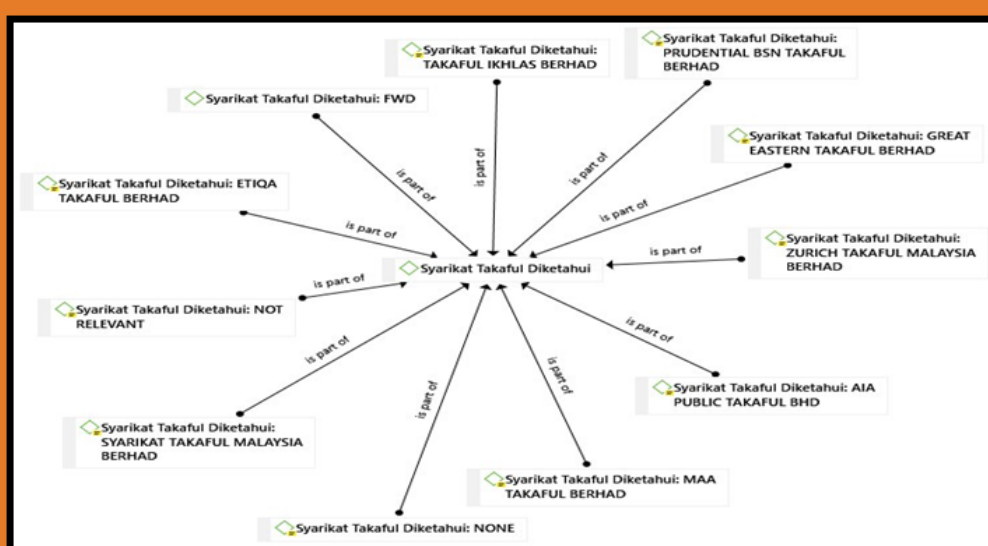 Syarikat Takaful Diketahui:
TAKAFUL IKHLAS BERHAD
Syarikat Takaful Diketahui:
PRUDENTIAL BSN TAKAFUL
BERHAD
Syarikat Takaful Diketahui: FWD
Syarikat Takaful Diketahui: GREAT
EASTERN TAKAFUL BERHAD
Syarikat Takaful Diketahui: ETIQA
TAKAFUL BERHAD
is part of
is part of
is part of
is part of
is part of
Syarikat Takaful Diketahui:
ZURICH TAKAFUL MALAYSIA
BERHAD
is part of
Syarikat Takaful Diketahui
is part of
Syarikat Takaful Diketahui: NOT
RELEVANT
is part of
is part of
is part of
is part of
Syarikat Takaful Diketahui: AIA
PUBLIC TAKAFUL BHD
Syarikat Takaful Diketahui:
SYARIKAT TAKAFUL MALAYSIA
BERHAD
Syarikat Takaful Diketahui: MAA
TAKAFUL BERHAD
Syarikat Takaful Diketahui: NONE